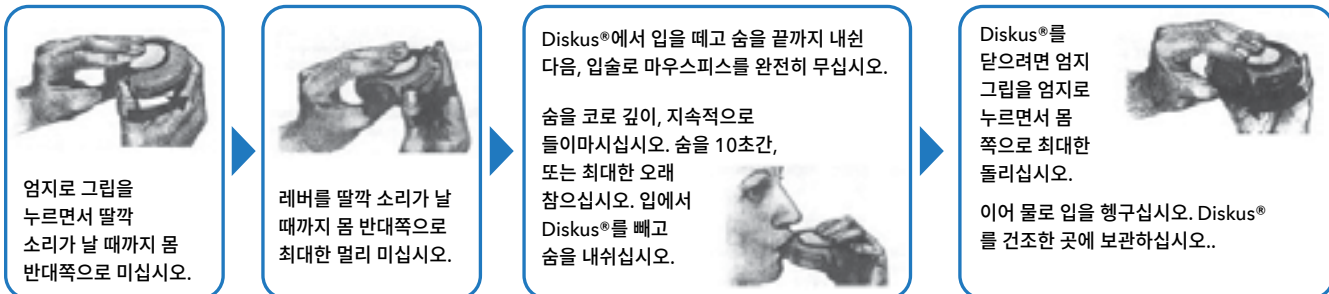 엄지로 그립을
누르면서 딸깍
소리가 날 때까지 몸
반대쪽으로 미십시오.
레버를 딸깍 소리가 날
때까지 몸 반대쪽으로
최대한 멀리 미십시오.
Diskus®에서 입을 떼고 숨을 끝까지 내쉰
다음, 입술로 마우스피스를 완전히 무십시오.
숨을 코로 깊이, 지속적으로
들이마시십시오. 숨을 10초간,
또는 최대한 오래
참으십시오. 입에서
Diskus®를 빼고
숨을 내쉬십시오.
Diskus®를
닫으려면 엄지
그립을 엄지로
누르면서 몸
쪽으로 최대한
돌리십시오.
이어 물로 입을 헹구십시오. Diskus®
를 건조한 곳에 보관하십시오..